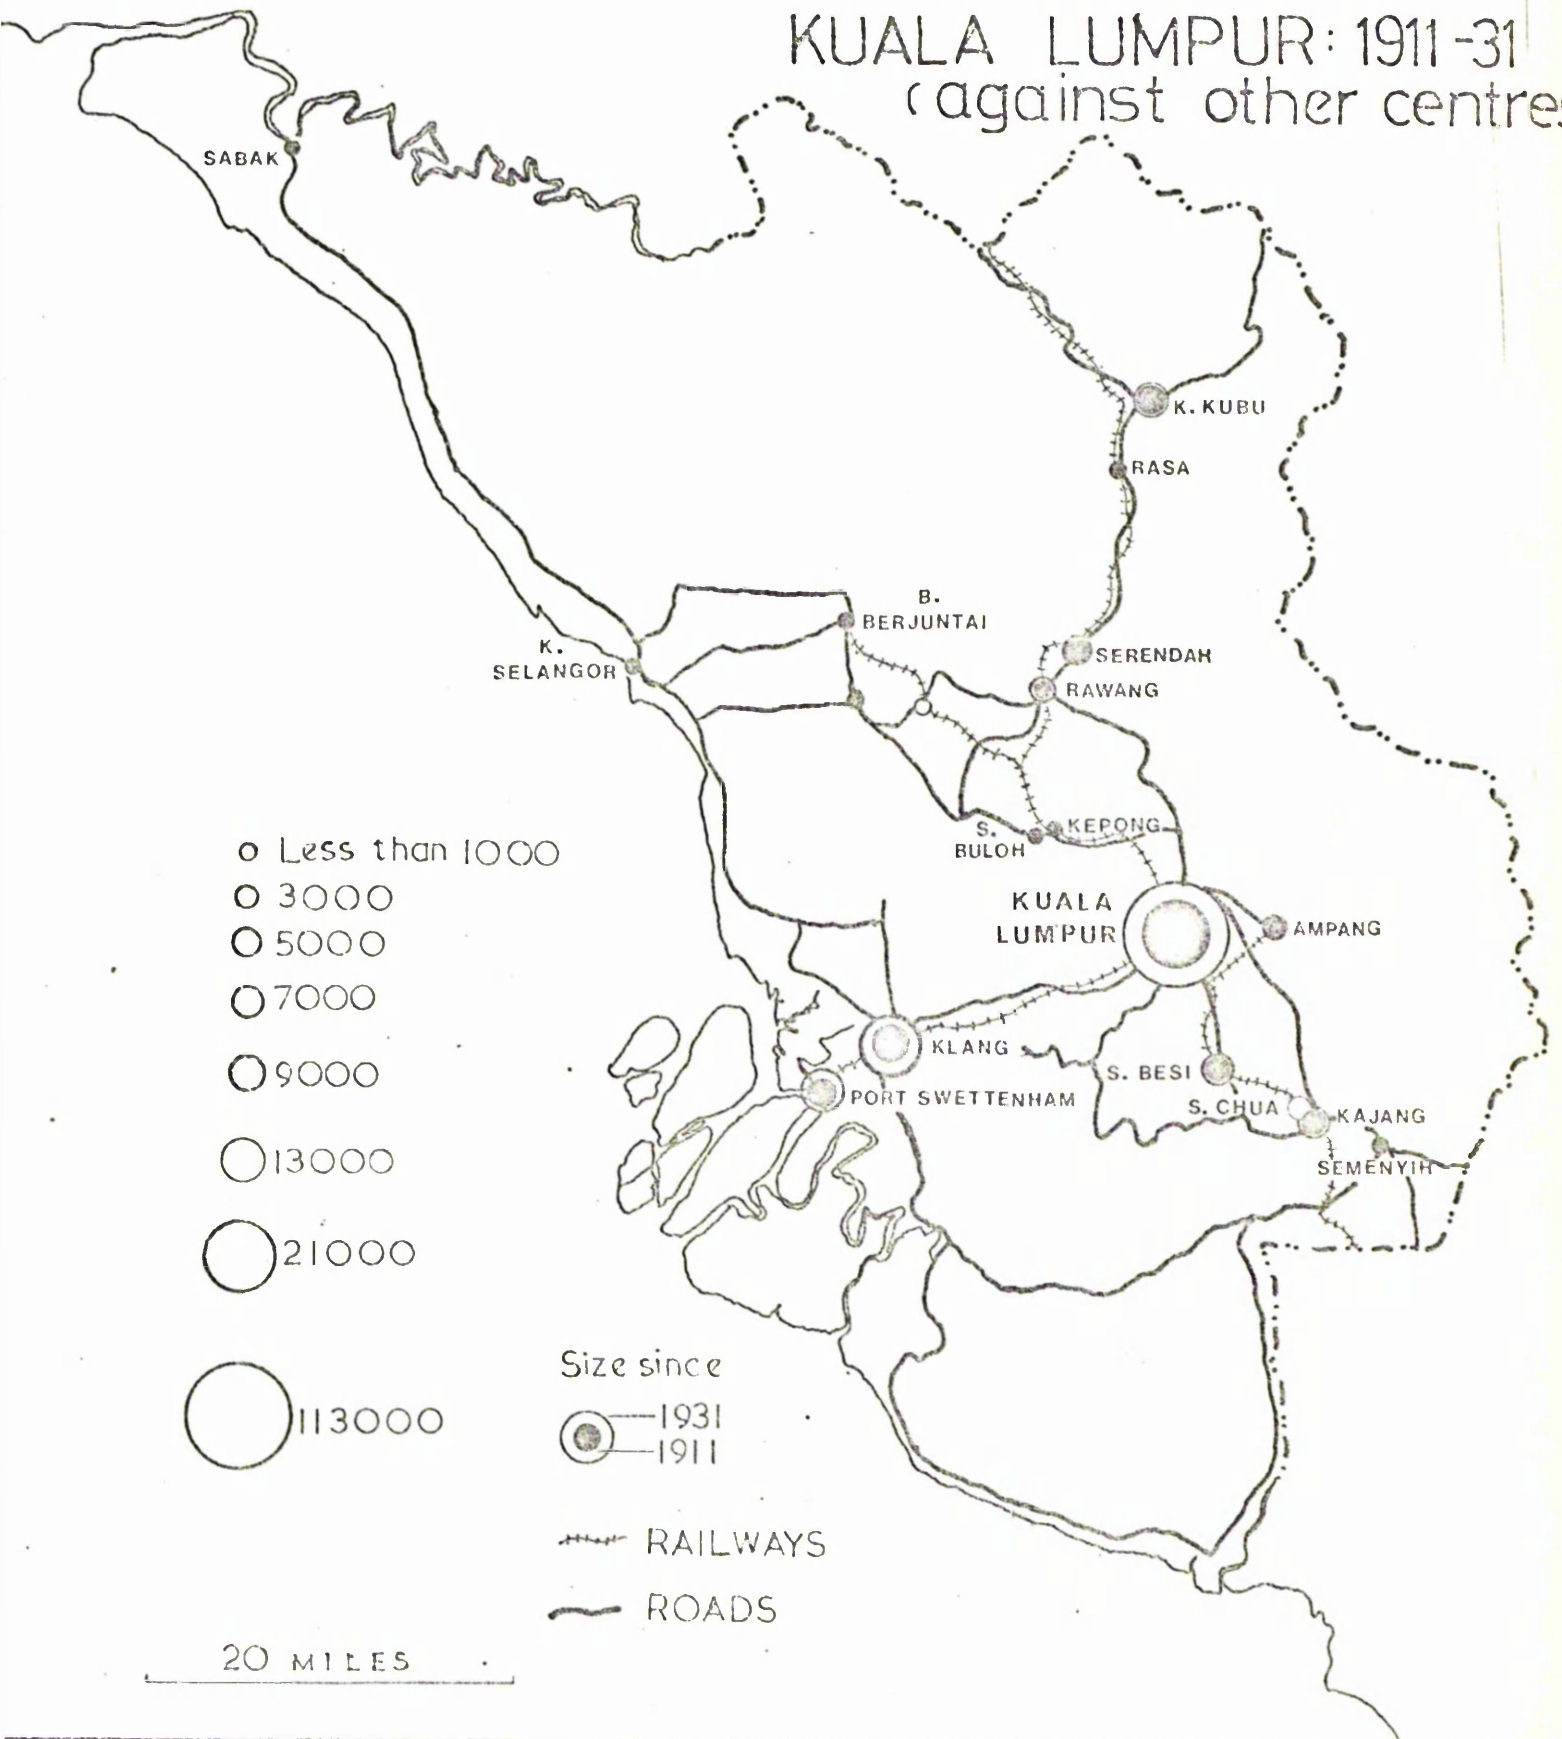 KUALA LUMPUR: 1911-31
(against other centres
SABAK
K. KUBU
RASA
B.
BERJUNTAI
K.
SELANGOR
SERENDAH
RAWANG
S.
BULOH
KEPONG
KUALA
LUMPUR
AMPANG
KLANG
PORT SWETTENHAM
S. BESI
S. CHUA
KAJANG
SEMENYIH
Less than 1000
3000
5000
7000
9000
13000
21000
113000
Size since
1931
1911
RAILWAYS
ROADS
20 MILES